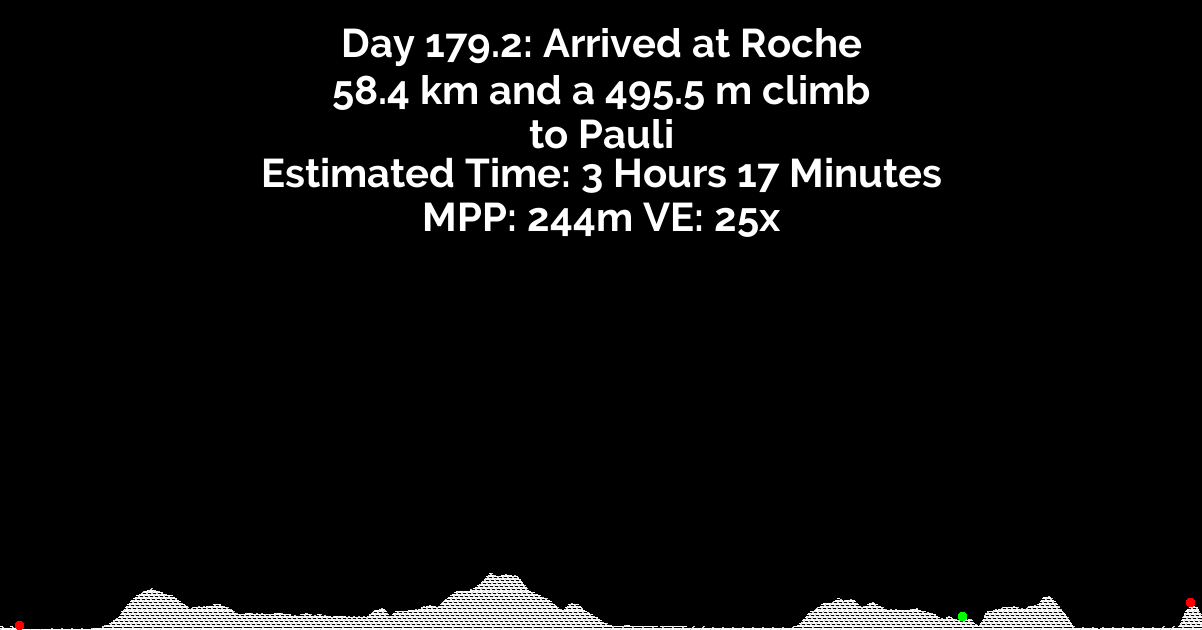 Day 179.2: Arrived at Roche
58.4 km and a 495.5 m climb
to Pauli
Estimated Time: 3 Hours 17 Minutes
MPP: 244m VE: 25x